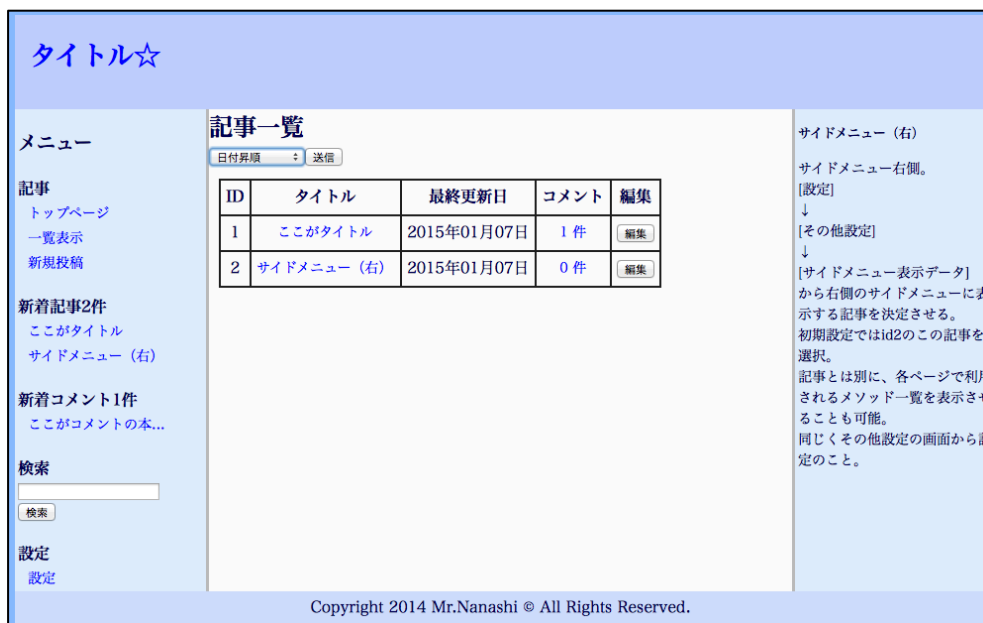 タイトル☆
メニュー
記事
トップページ
一覧表示
新規投稿
新着記事2件
ここがタイトル
サイドメニュー（右）
新着コメント1件
ここがコメントの本...
検索
検索
設定
設定
記事一覧
日付昇順 送信
ID タイトル 最終更新日 コメント 編集
1 ここがタイトル 2015年01月07日 1 件 編集
2 サイドメニュー（右） 2015年01月07日 0 件 編集
サイドメニュー（右）
サイドメニュー右側。
[設定]
↓
[その他設定]
↓
[サイドメニュー表示データ]
から右側のサイドメニューに表
示する記事を決定させる。
初期設定ではid2のこの記事を
選択。
記事とは別に、各ページで利用
されるメソッド一覧を表示させ
ることも可能。
同じくその他設定の画面から設
定のこと。
Copyright 2014 Mr.Nanashi © All Rights Reserved.